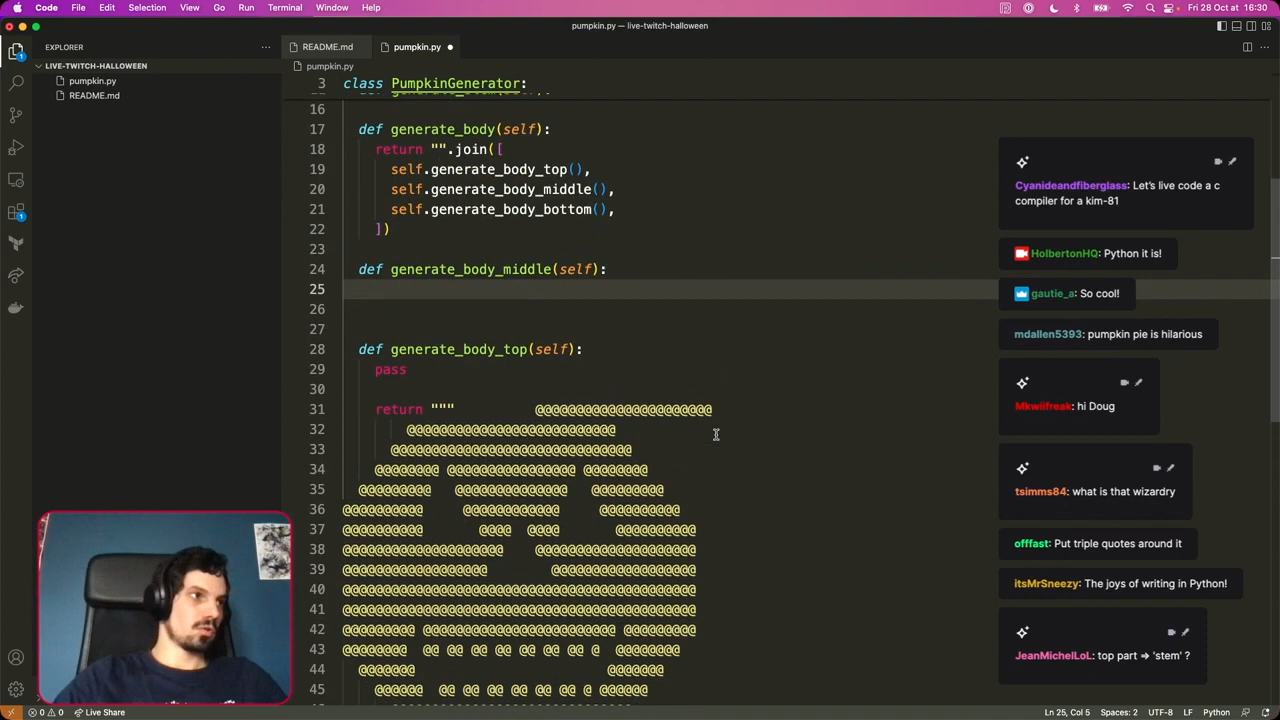 Code File Edit Selection View Go Run Terminal Window Help Fri 28 Oct at 16:30
pumpkin.py — live-twitch-halloween
EXPLORER
README.md
pumpkin.py
LIVE-TWITCH-HALLOWEEN
pumpkin.py
README.md
pumpkin.py
3 class PumpkinGenerator:
16
17 def generate_body(self):
18 return "".join([
19 self.generate_body_top(),
20 self.generate_body_middle(),
21 self.generate_body_bottom(),
22 ])
23
24 def generate_body_middle(self):
25
26
27
28 def generate_body_top(self):
29 pass
30
31 return """ @@@@@@@@@@@@@@@@@@@@@@
32 @@@@@@@@@@@@@@@@@@@@@@@@@@
33 @@@@@@@@@@@@@@@@@@@@@@@@@@@@@@
34 @@@@@@@@ @@@@@@@@@@@@@@@@ @@@@@@@@
35 @@@@@@@@@ @@@@@@@@@@@@@@ @@@@@@@@@
36 @@@@@@@@@@ @@@@@@@@@@@@ @@@@@@@@@@
37 @@@@@@@@@@ @@@@ @@@@ @@@@@@@@@@
38 @@@@@@@@@@@@@@@@@@@@ @@@@@@@@@@@@@@@@@@@@
39 @@@@@@@@@@@@@@@@@@ @@@@@@@@@@@@@@@@@@
40 @@@@@@@@@@@@@@@@@@@@@@@@@@@@@@@@@@@@@@@@@@@@
41 @@@@@@@@@@@@@@@@@@@@@@@@@@@@@@@@@@@@@@@@@@@@
42 @@@@@@@@@ @@@@@@@@@@@@@@@@@@@@@@@@ @@@@@@@@@
43 @@@@@@@@ @@ @@ @@ @@ @@ @@ @ @@@@@@@@
44 @@@@@@@ @@@@@@@
45 @@@@@@ @@ @@ @@ @@ @@ @@ @ @@@@@@
Cyanideandfiberglass: Let's live code a c
compiler for a kim-81
HolbertonHQ: Python it is!
gautie_a: So cool!
mdallen5393: pumpkin pie is hilarious
Mkwiifreak: hi Doug
tsimms84: what is that wizardry
offfast: Put triple quotes around it
itsMrSneezy: The joys of writing in Python!
JeanMichelLoL: top part => 'stem' ?
0 0 Live Share Ln 25, Col 5 Spaces: 2 UTF-8 LF Python